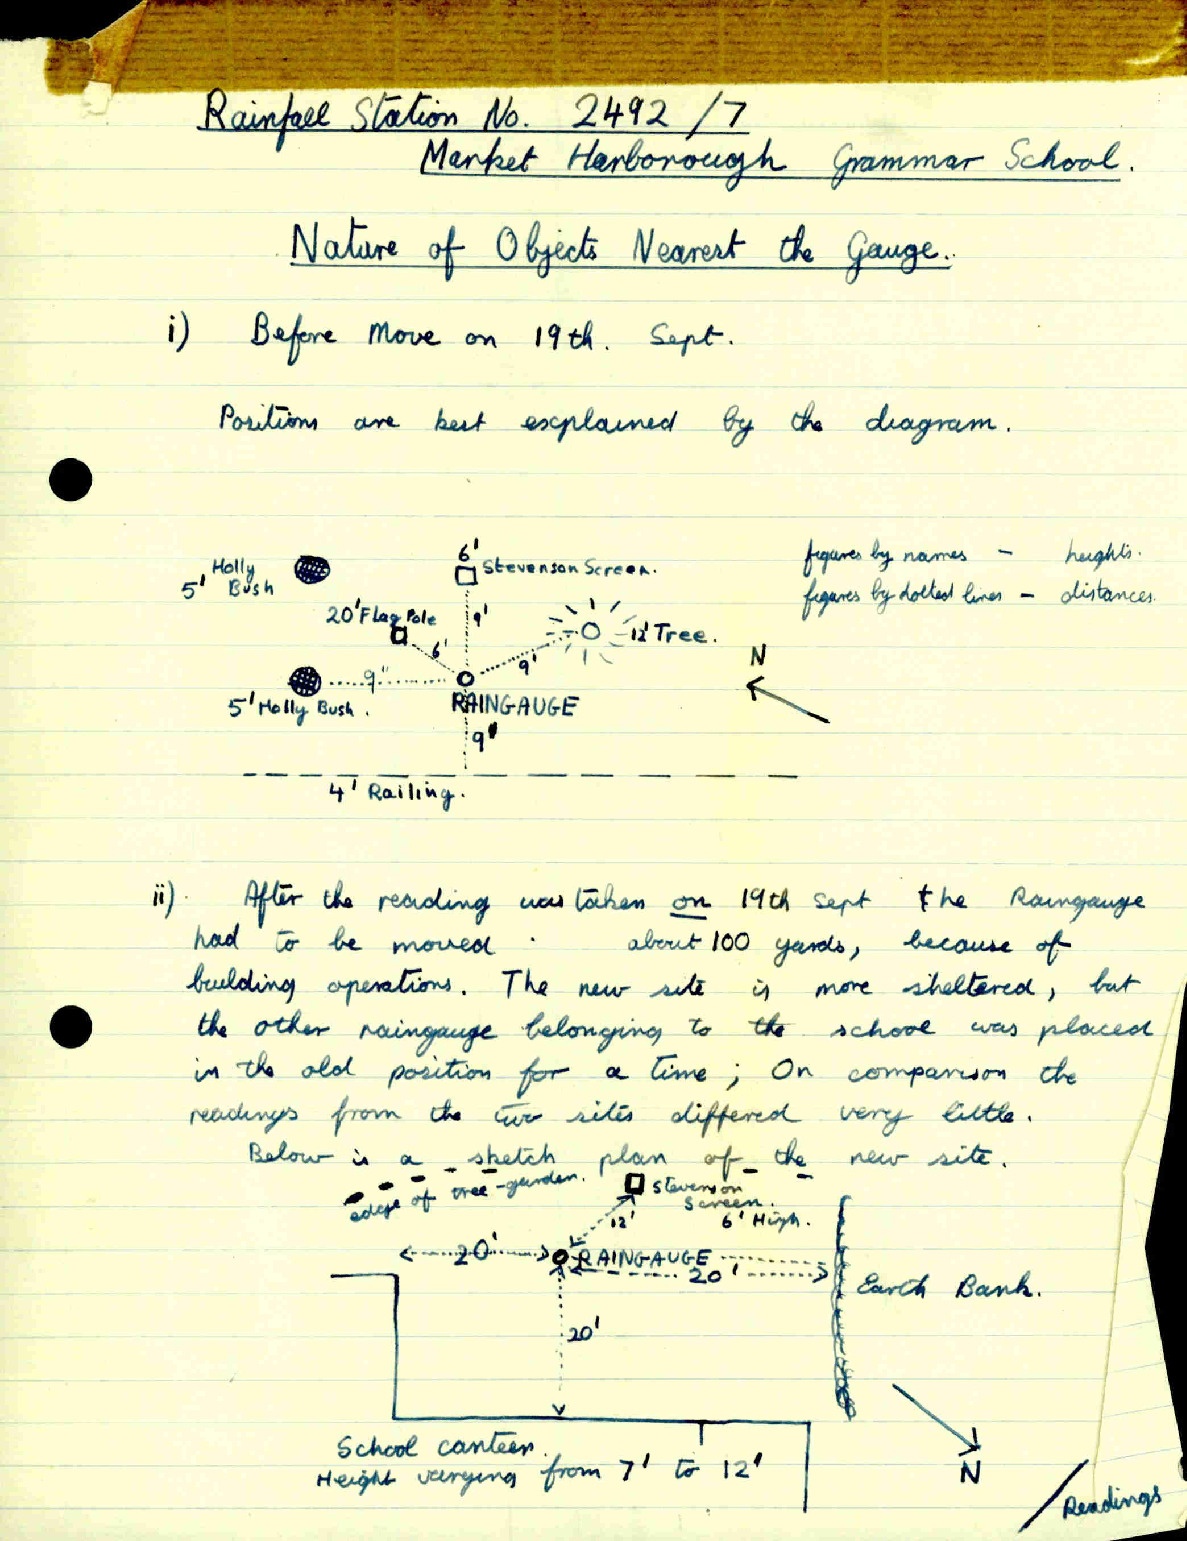 Rainfall Station No. 2492/7
Market Harborough Grammar School.
Nature of Objects Nearest the Gauge.
i) Before Move on 19th. Sept.
Positions are best explained by the diagram.
figures by names - heights.
figures by dotted lines - distances.
5' Holly Bush
6'
Stevenson Screen.
20' Flag Pole
9'
12' Tree.
6'
9'
N
9"
5' Holly Bush.
RAINGAUGE
9'
4' Railing.
ii) After the reading was taken on 19th Sept the Raingauge
had to be moved about 100 yards, because of
building operations. The new site is more sheltered, but
the other raingauge belonging to the school was placed
in the old position for a time; On comparison the
readings from the two sites differed very little.
Below is a sketch plan of the new site.
edge of tree-garden.
Stevenson
Screen.
6' High.
12'
20'
RAINGAUGE
20'
Earth Bank.
20'
School canteen.
Height varying from 7' to 12'
N
/Readings